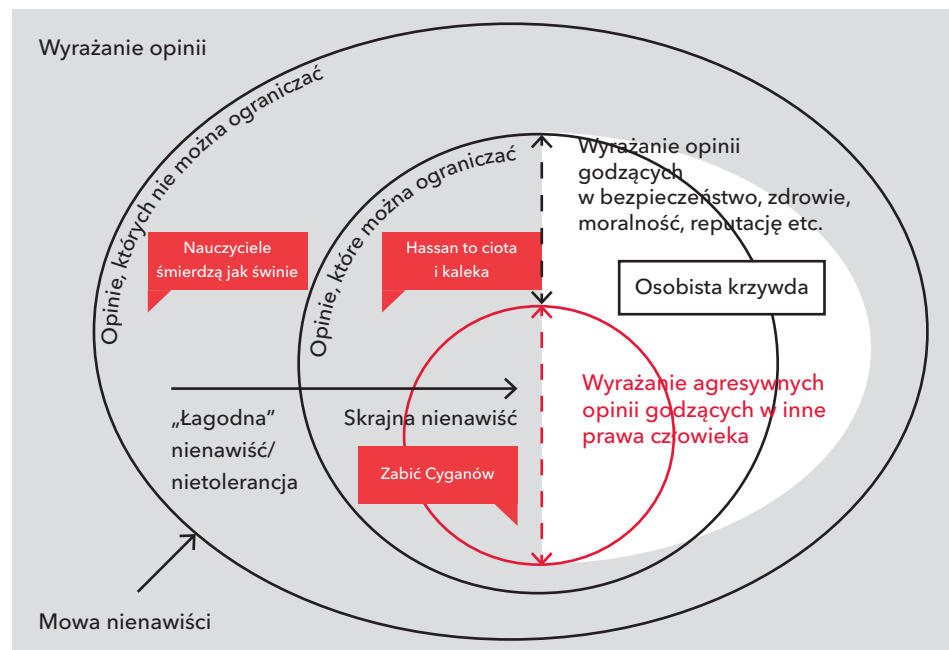 Wyrażanie opinii
Opinie, których nie można ograniczać
Opinie, które można ograniczać
Wyrażanie opinii
godzących
w bezpieczeństwo, zdrowie,
moralność, reputację etc.
Nauczyciele
śmierdzą jak świnie
Hassan to ciota
i kaleka
Osobista krzywda
„Łagodna”
nienawiść/
nietolerancja
Skrajna nienawiść
Wyrażanie agresywnych
opinii godzących w inne
prawa człowieka
Zabić Cyganów
Mowa nienawiści